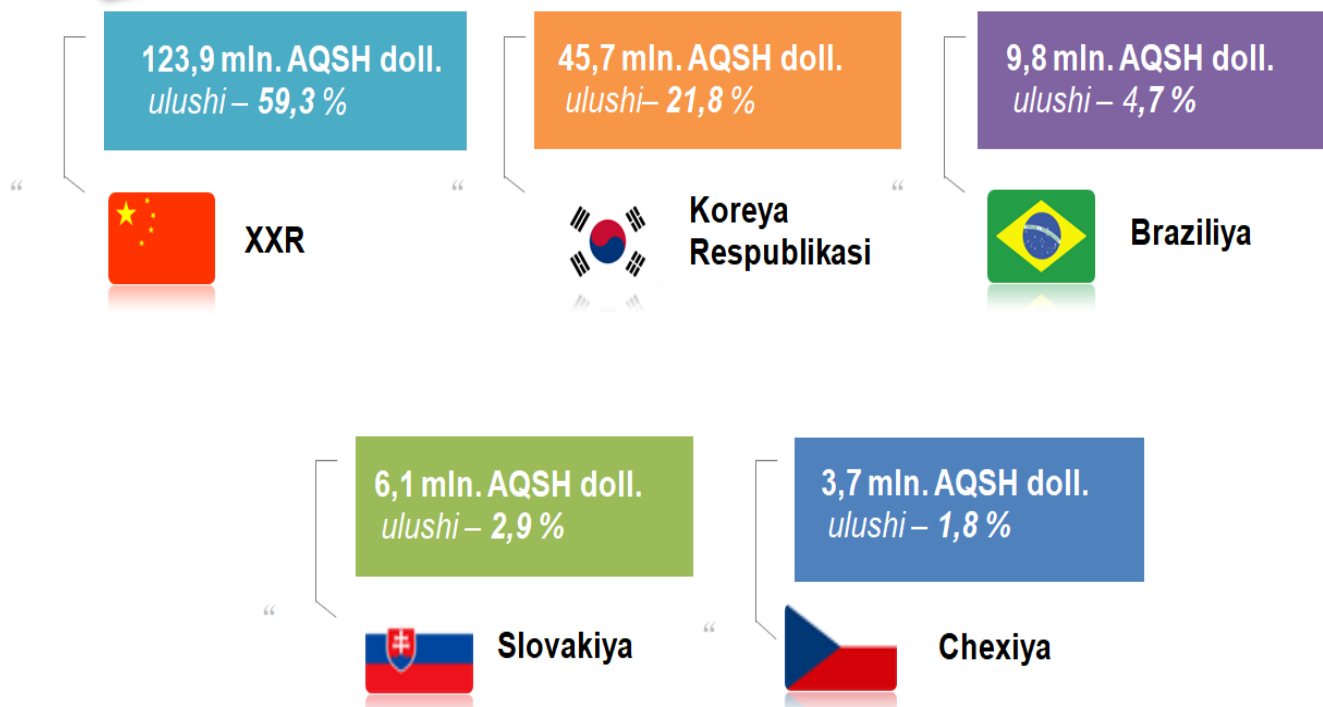 123,9 mln. AQSH doll.
ulushi – 59,3 %
“
XXR
45,7 mln. AQSH doll.
ulushi– 21,8 %
“
Koreya
Respublikasi
9,8 mln. AQSH doll.
ulushi – 4,7 %
“
Braziliya
6,1 mln. AQSH doll.
ulushi – 2,9 %
“
Slovakiya
3,7 mln. AQSH doll.
ulushi – 1,8 %
“
Chexiya